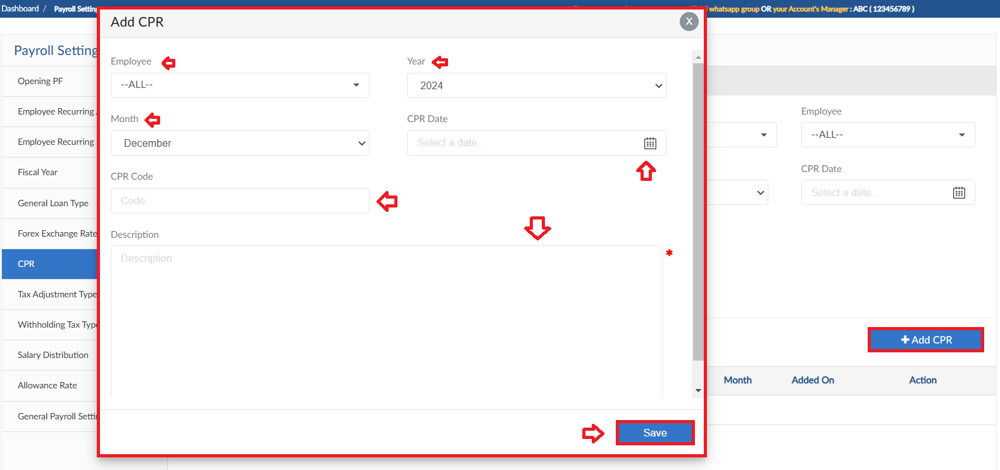 Dashboard / Payroll Setting
whatsapp group OR your Account's Manager : ABC ( 123456789 )
Payroll Setting
Opening PF
Employee Recurring
Employee Recurring
Fiscal Year
General Loan Type
Forex Exchange Rate
CPR
Tax Adjustment Type
Withholding Tax Type
Salary Distribution
Allowance Rate
General Payroll Settin
Add CPR
X
Employee
--ALL--
Year
2024
Month
December
CPR Date
Select a date...
CPR Code
Code
Description
Description
*
Save
Employee
--ALL--
CPR Date
Select a date...
+ Add CPR
Month Added On Action